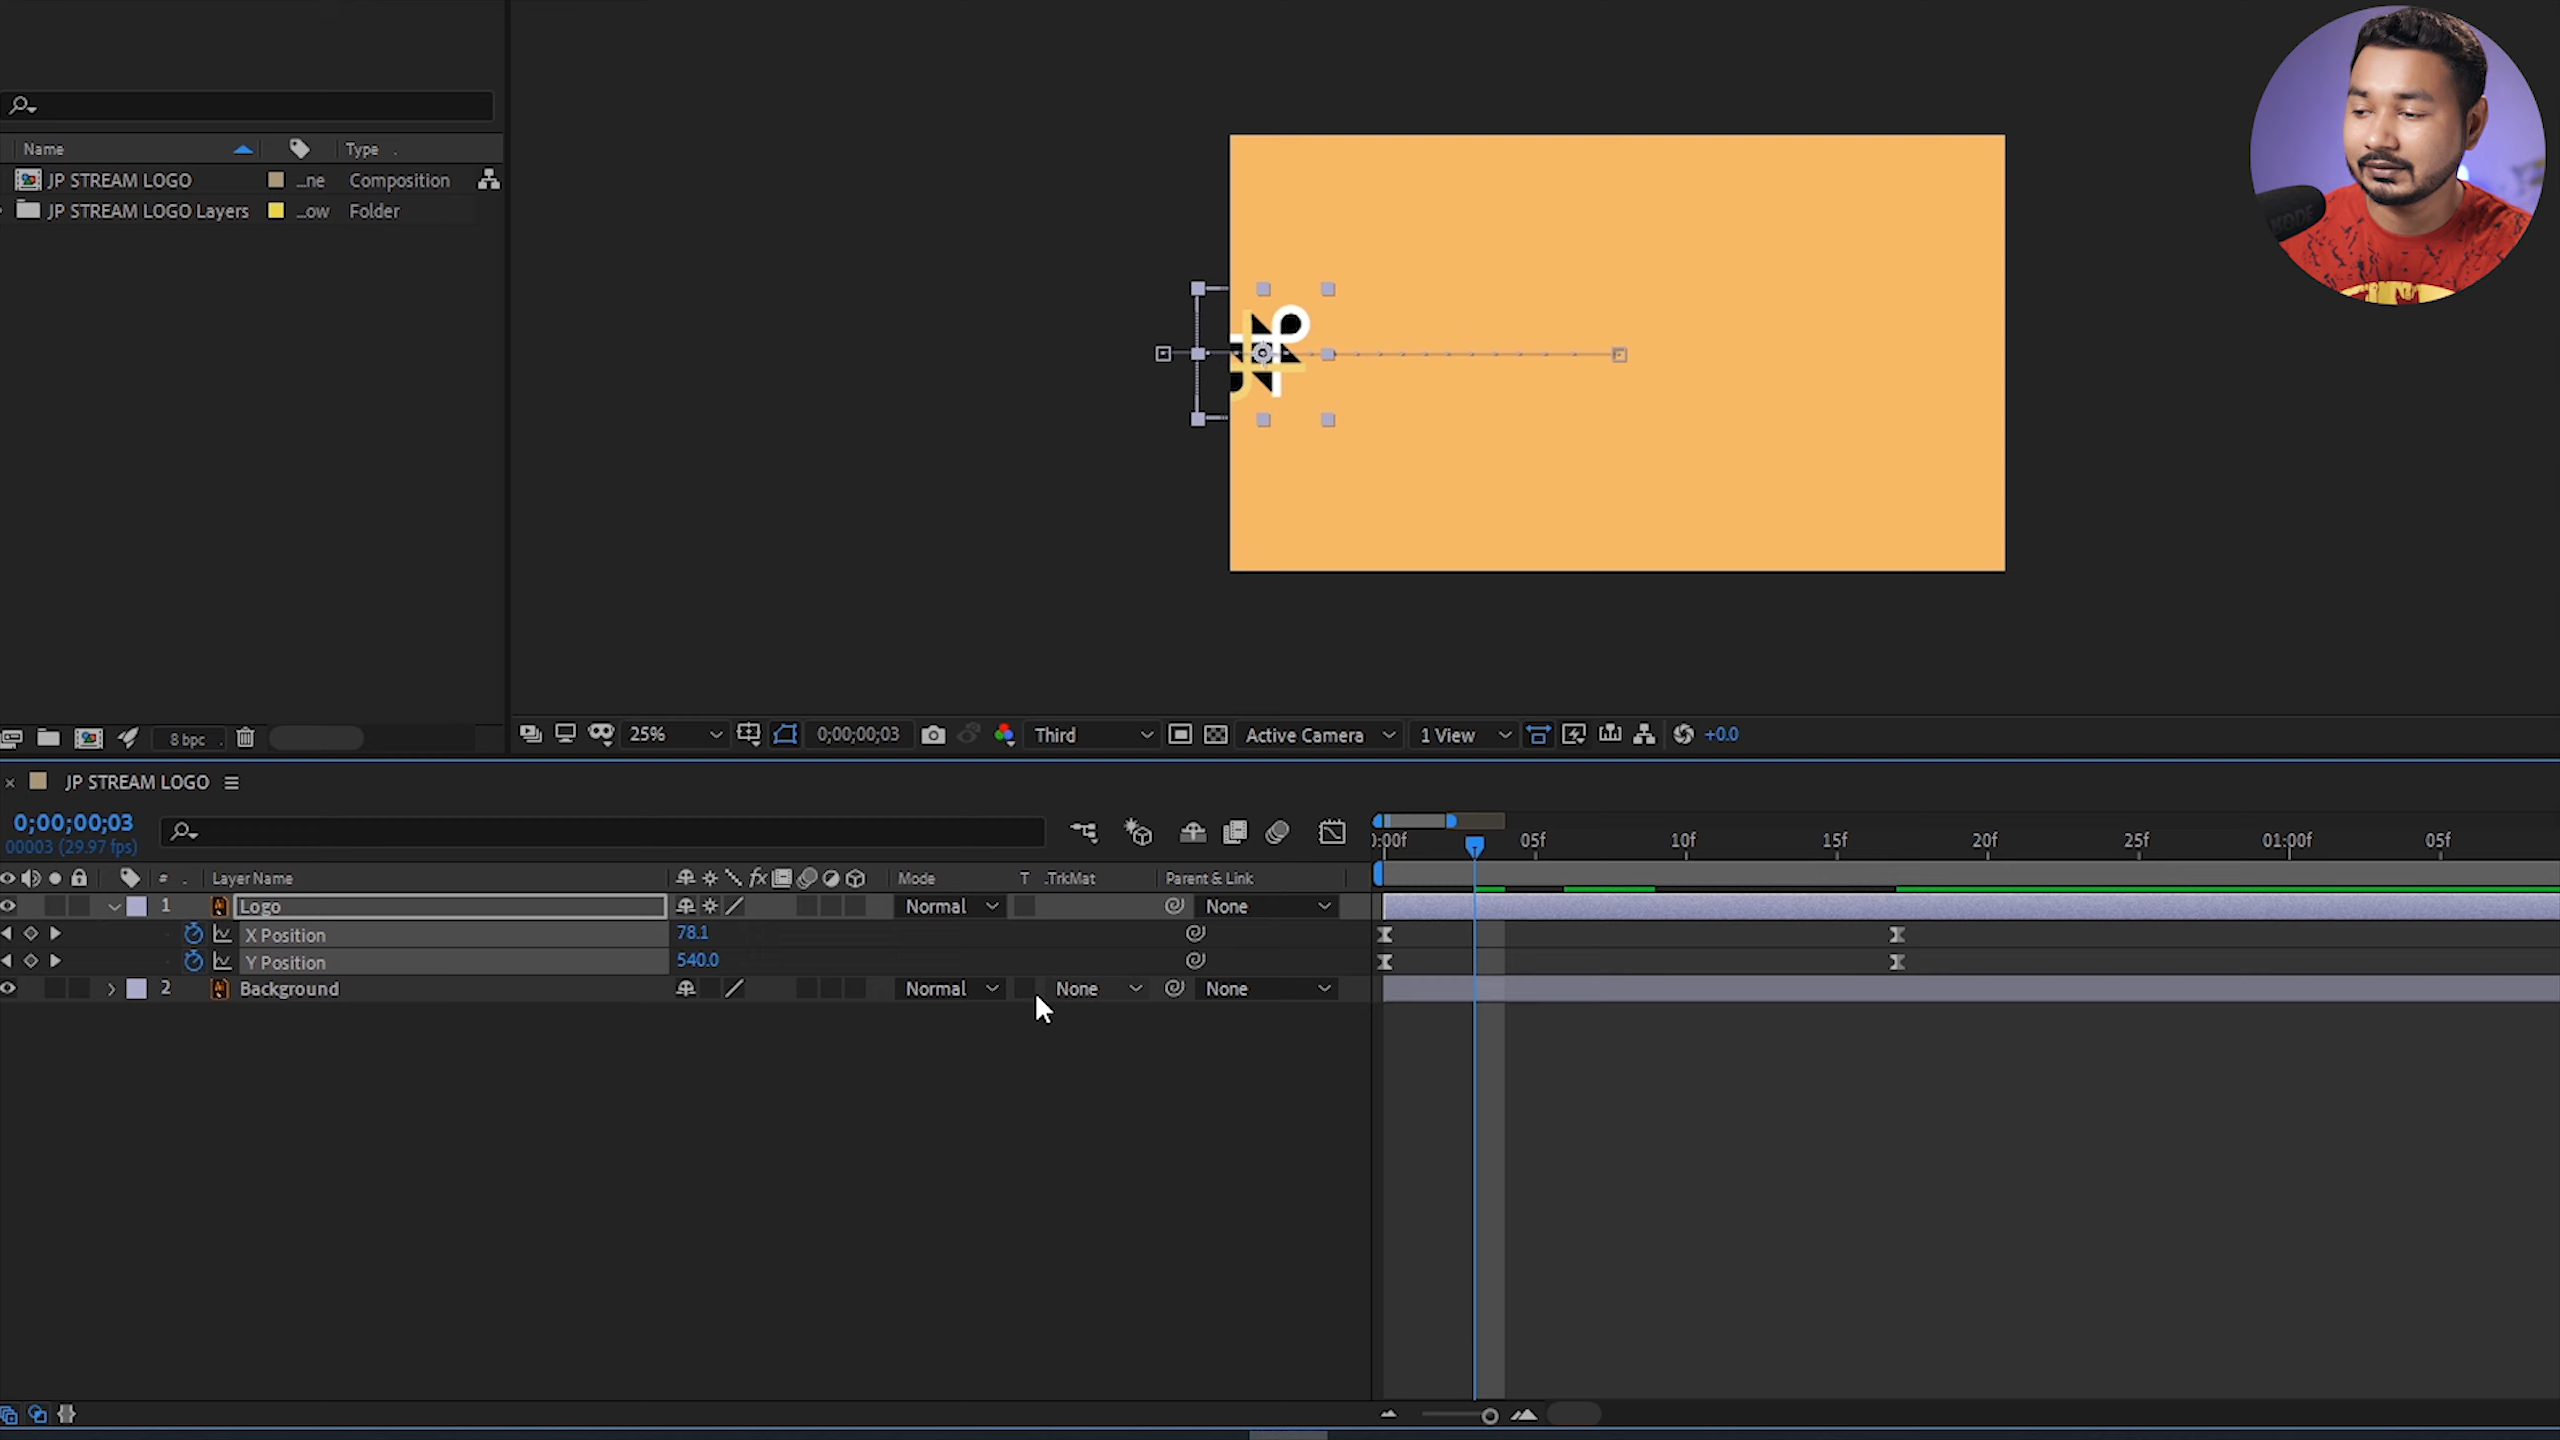 Name Type
JP STREAM LOGO ...ne Composition
JP STREAM LOGO Layers ...ow Folder
8 bpc
25% 0;00;00;03 Third Active Camera 1 View +0.0
JP STREAM LOGO
0;00;00;03
00003 (29.97 fps)
):00f 05f 10f 15f 20f 25f 01:00f 05f
# Layer Name fx Mode T .TrkMat Parent & Link
1 Logo Normal None
X Position 78.1
Y Position 540.0
2 Background Normal None None